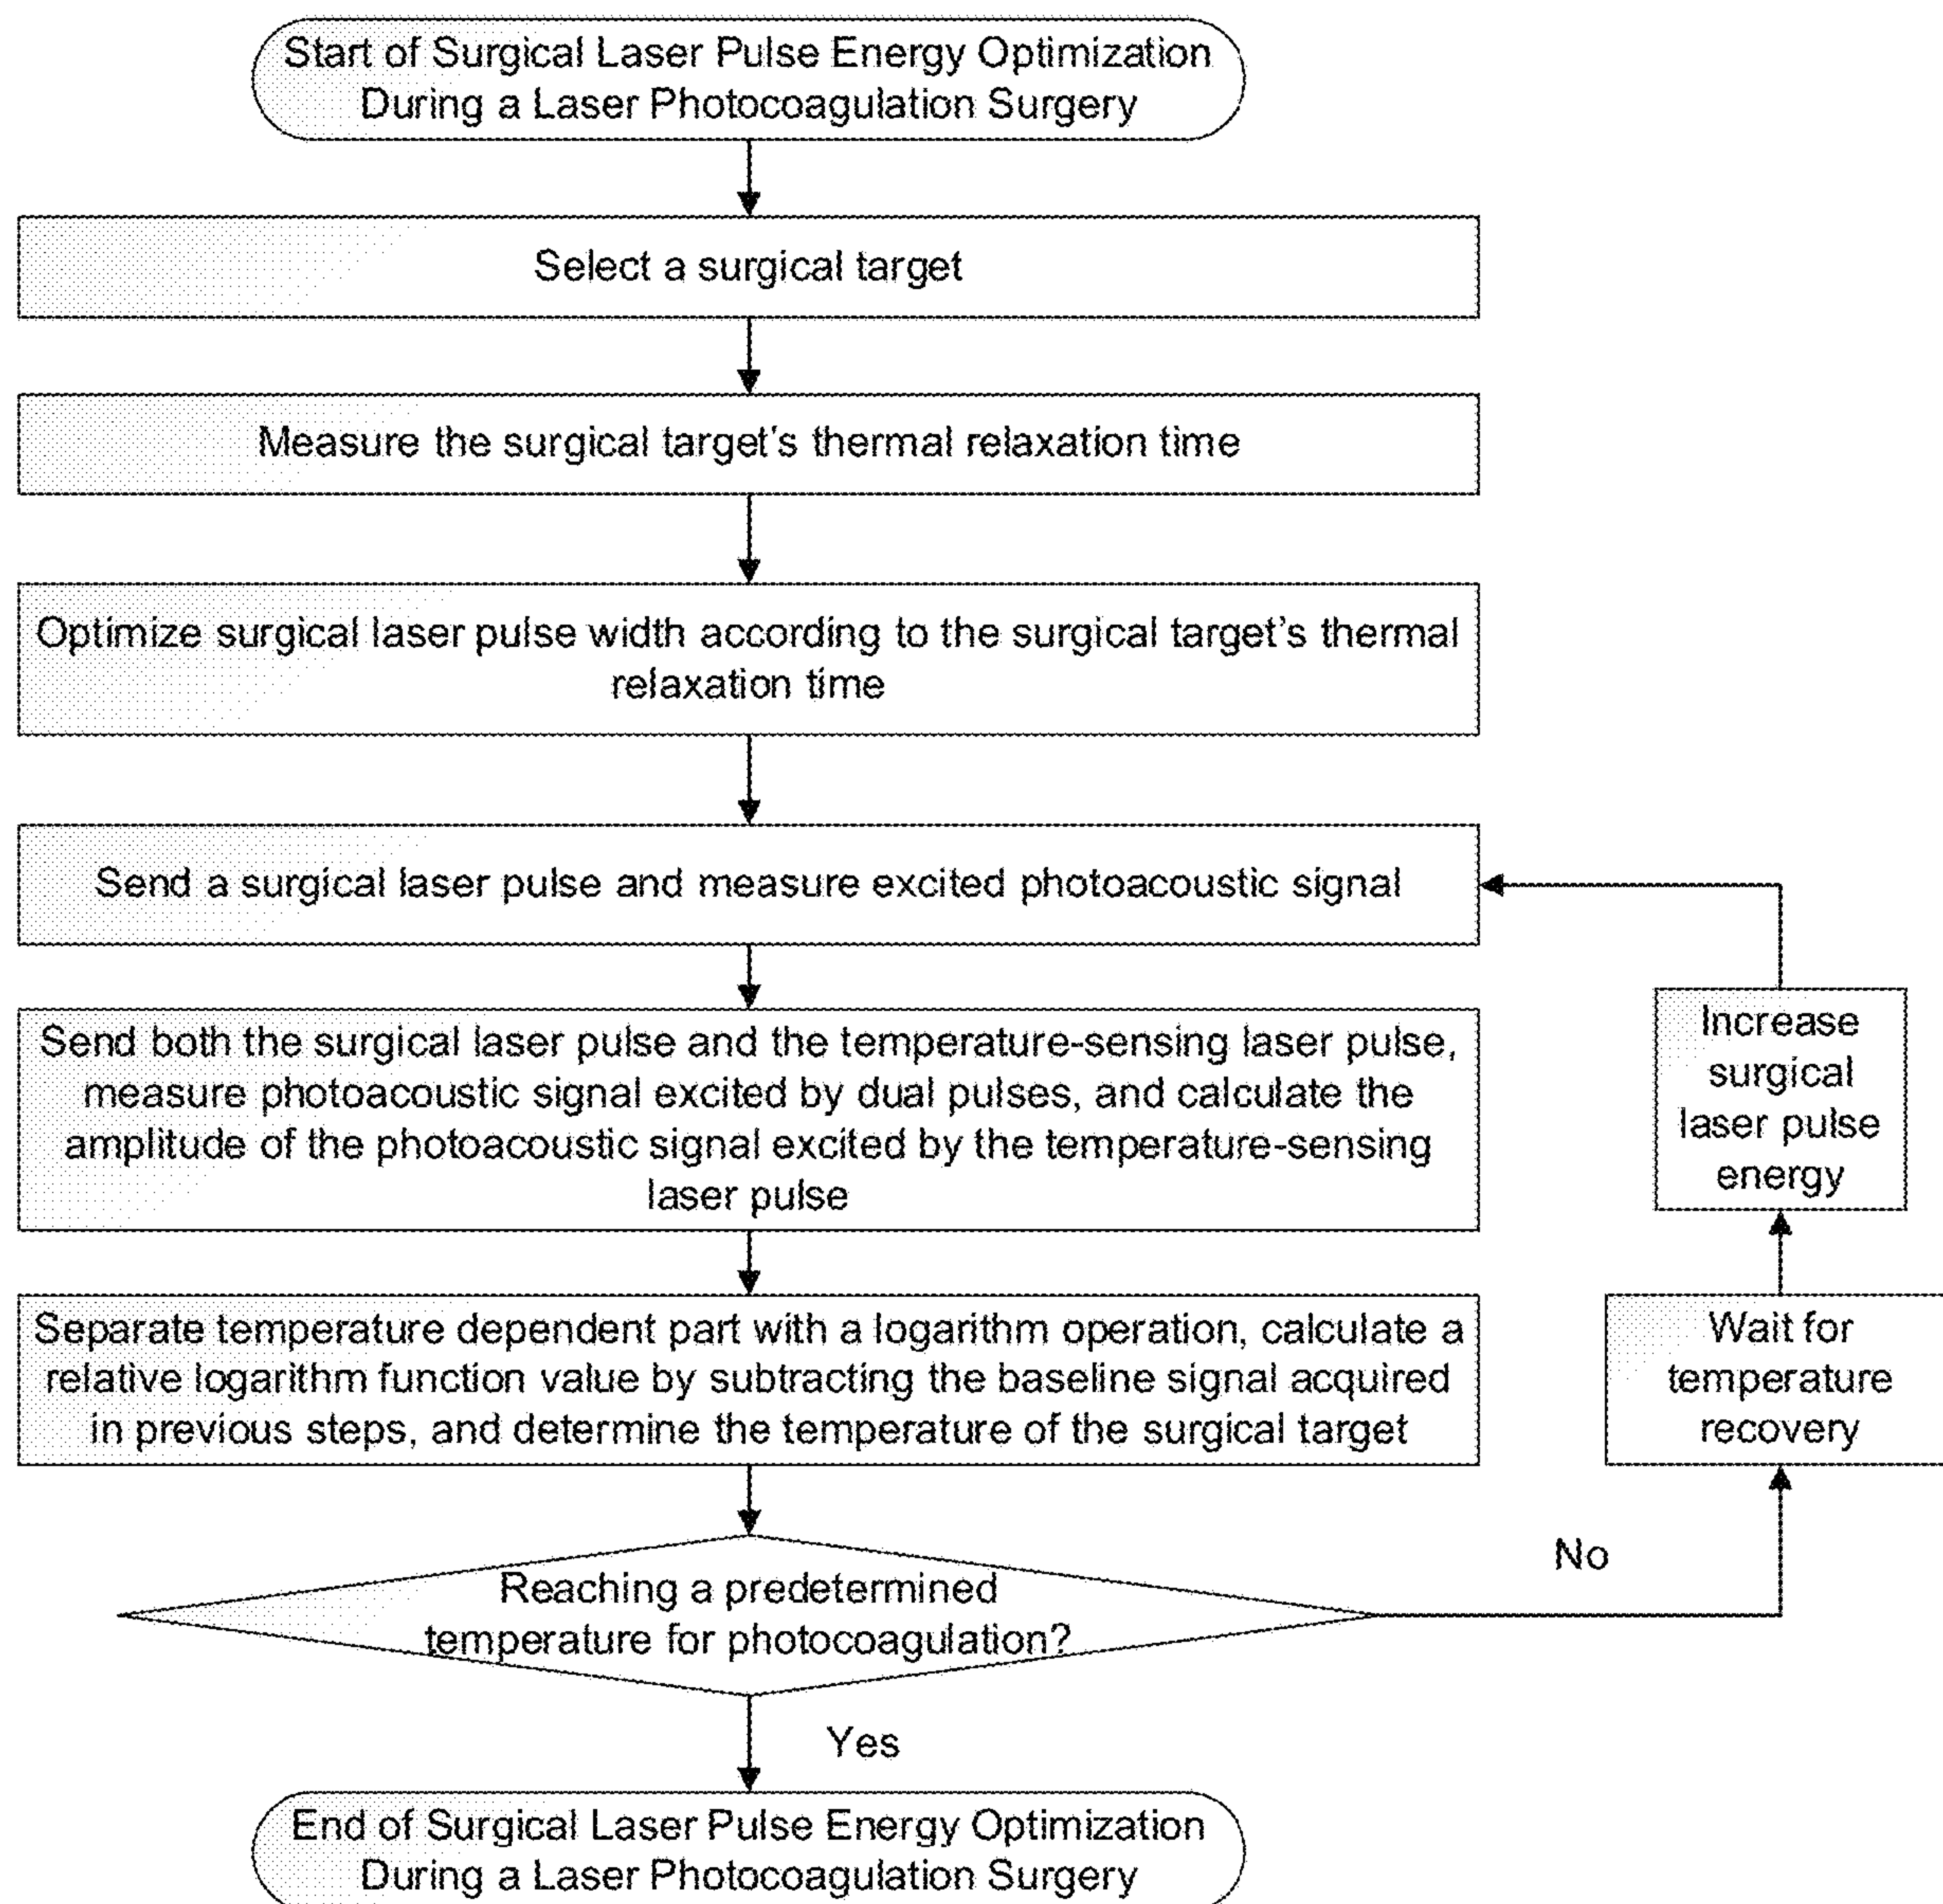 Start of Surgical Laser Pulse Energy Optimization
During a Laser Photocoagulation Surgery
Select a surgical target
Measure the surgical target's thermal relaxation time
Optimize surgical laser pulse width according to the surgical target's thermal
relaxation time
Send a surgical laser pulse and measure excited photoacoustic signal
Send both the surgical laser pulse and the temperature-sensing laser pulse,
measure photoacoustic signal excited by dual pulses, and calculate the
amplitude of the photoacoustic signal excited by the temperature-sensing
laser pulse
Separate temperature dependent part with a logarithm operation, calculate a
relative logarithm function value by subtracting the baseline signal acquired
in previous steps, and determine the temperature of the surgical target
Reaching a predetermined
temperature for photocoagulation?
No
Wait for
temperature
recovery
Increase
surgical
laser pulse
energy
Yes
End of Surgical Laser Pulse Energy Optimization
During a Laser Photocoagulation Surgery